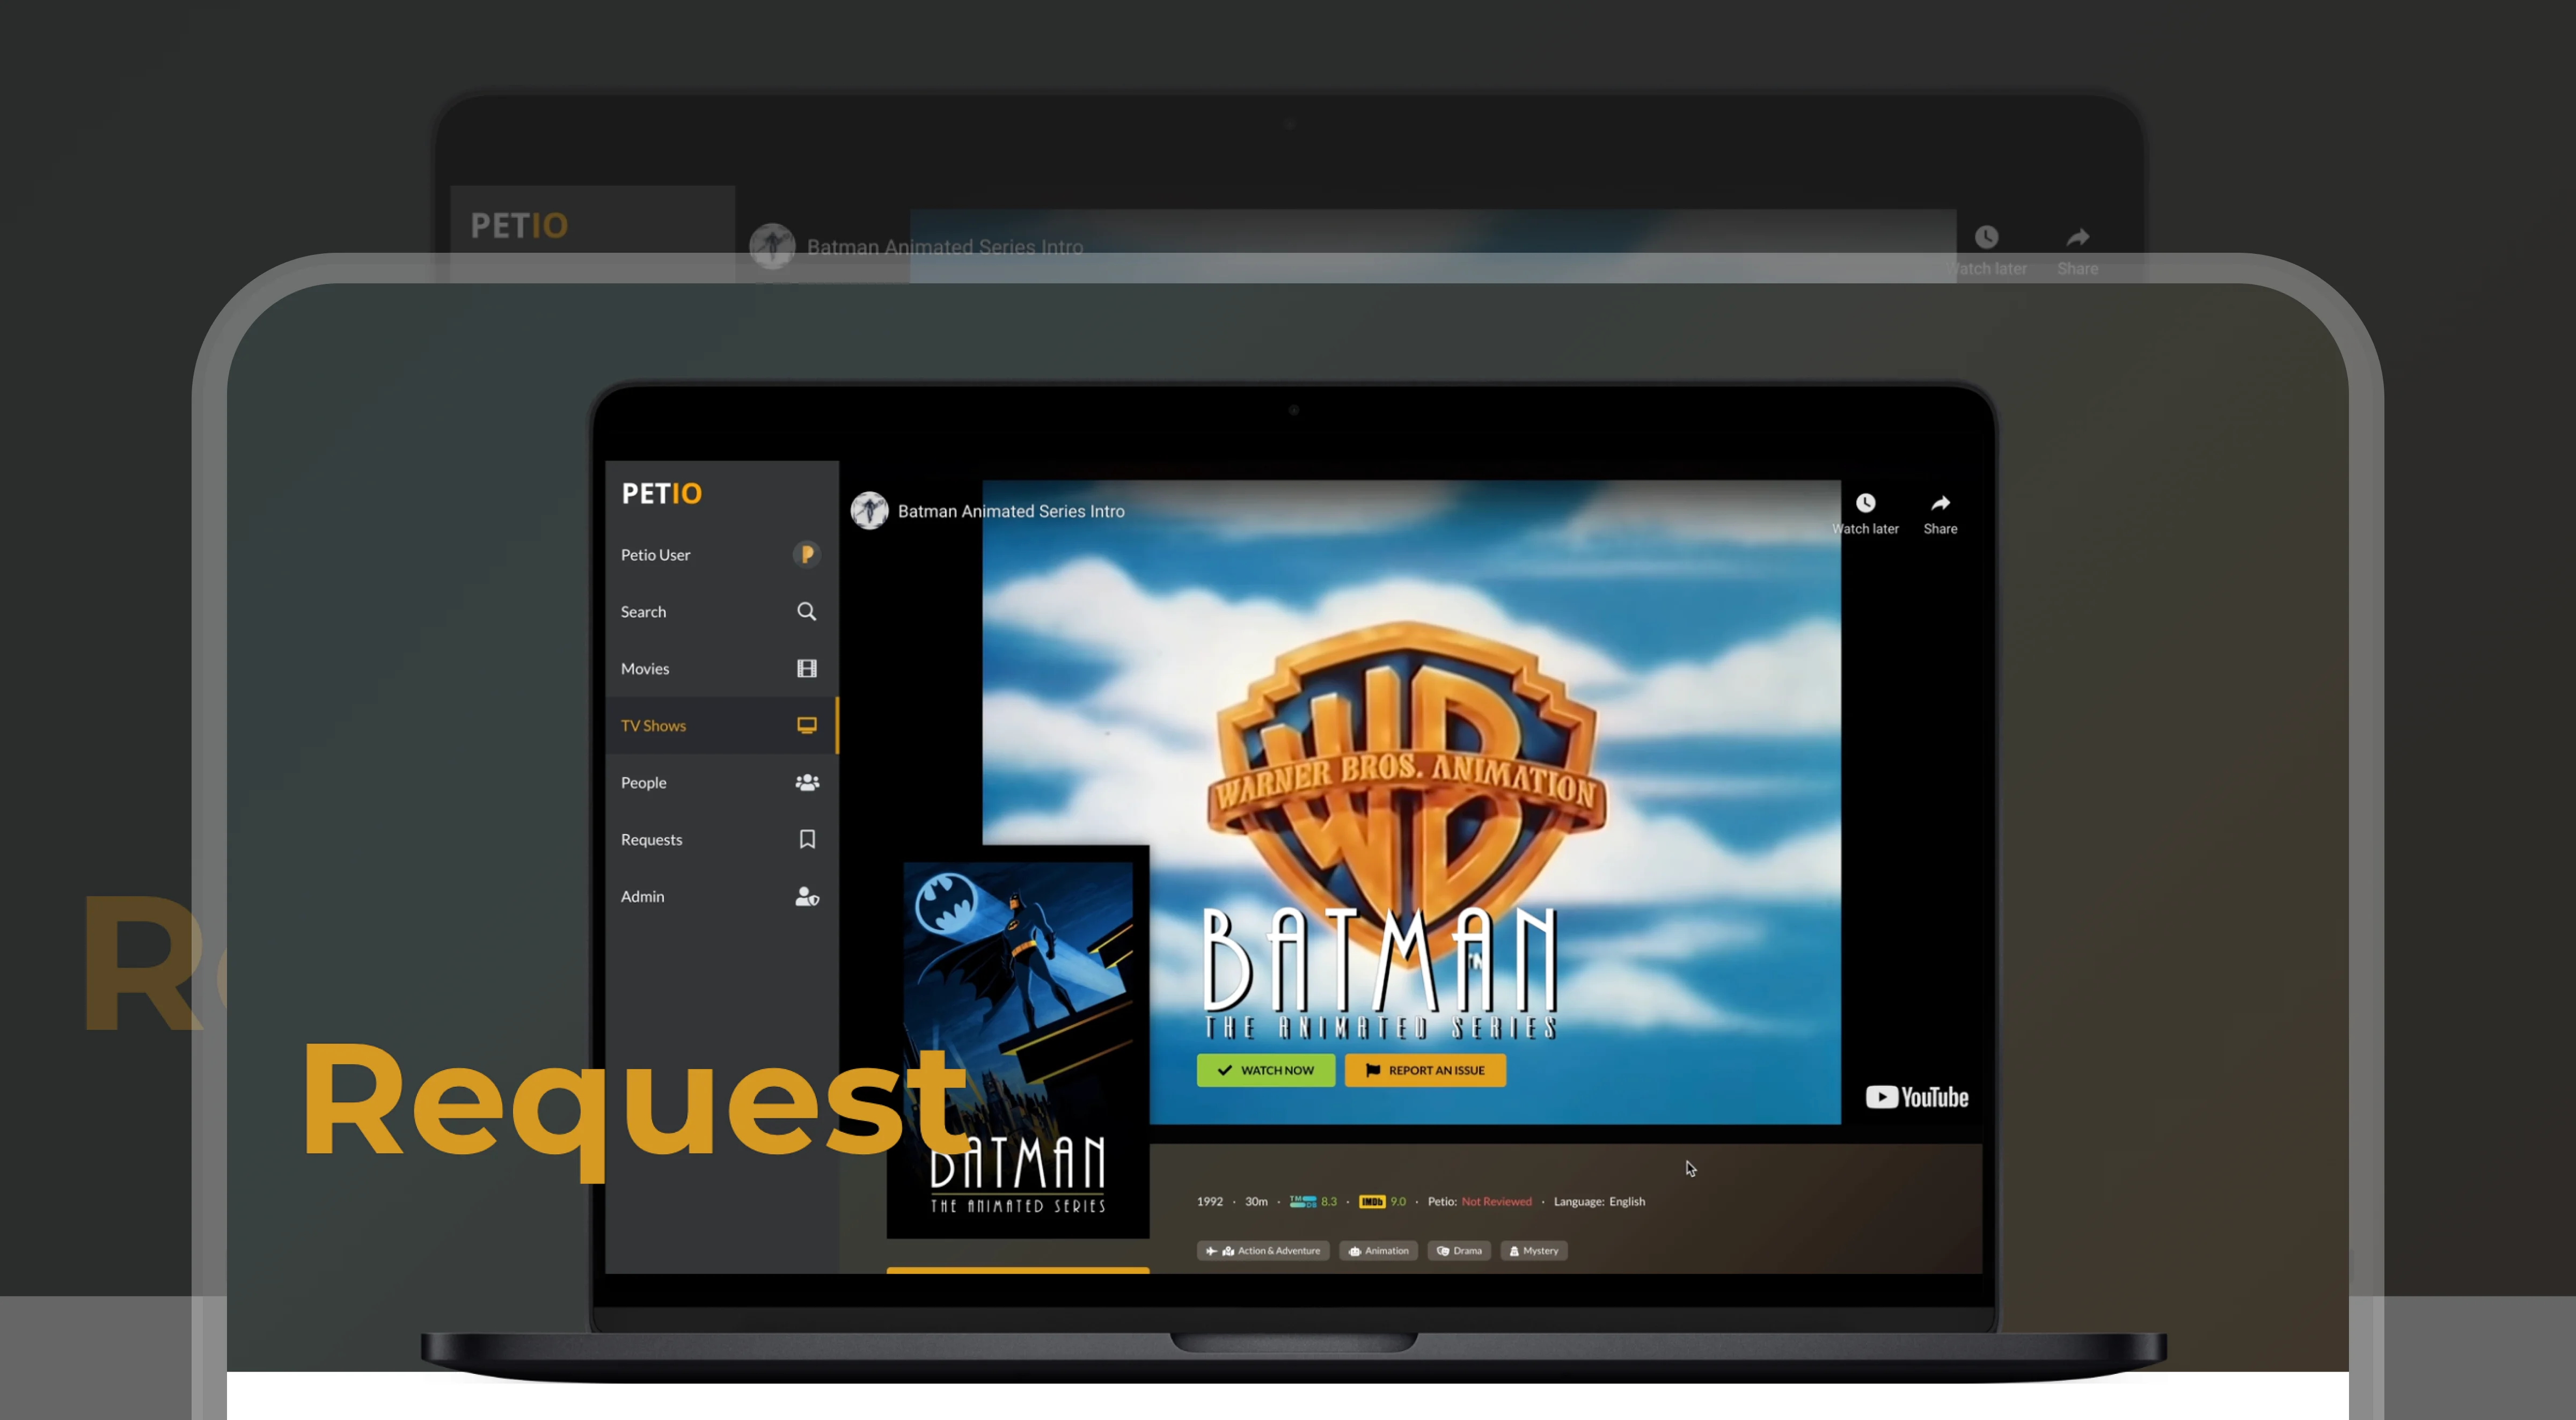 PETIO
Batman Animated Series Intro
Watch later
Share
PETIO
Batman Animated Series Intro
Watch later
Share
Petio User
P
Search
Movies
TV Shows
People
Requests
Admin
WB
WARNER BROS. ANIMATION
BATMAN
THE ANIMATED SERIES
WATCH NOW
REPORT AN ISSUE
YouTube
Re
Request
BATMAN
THE ANIMATED SERIES
1992 · 30m · TMDB 8.3 · IMDb 9.0 · Petio: Not Reviewed · Language: English
Action & Adventure
Animation
Drama
Mystery